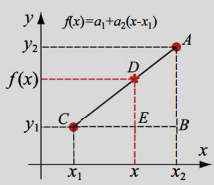 y
f(x)=a₁+a₂(x-x₁)
A
y₂
D
f(x)
C
E
B
y₁
x
x₁
x
x₂